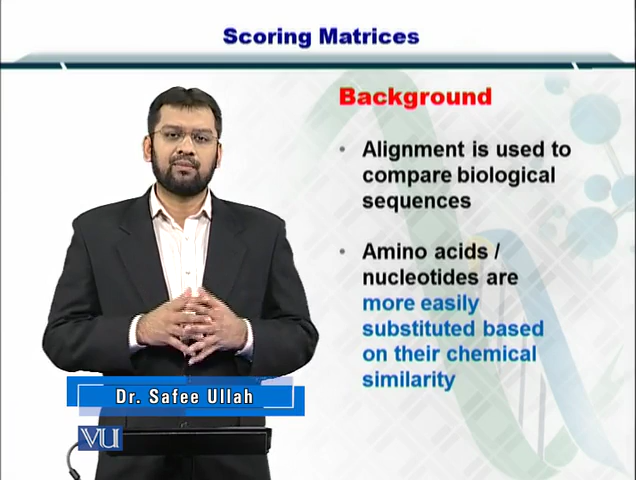 Scoring Matrices
Background
• Alignment is used to
compare biological
sequences
• Amino acids /
nucleotides are
more easily
substituted based
on their chemical
similarity
Dr. Safee Ullah
VU